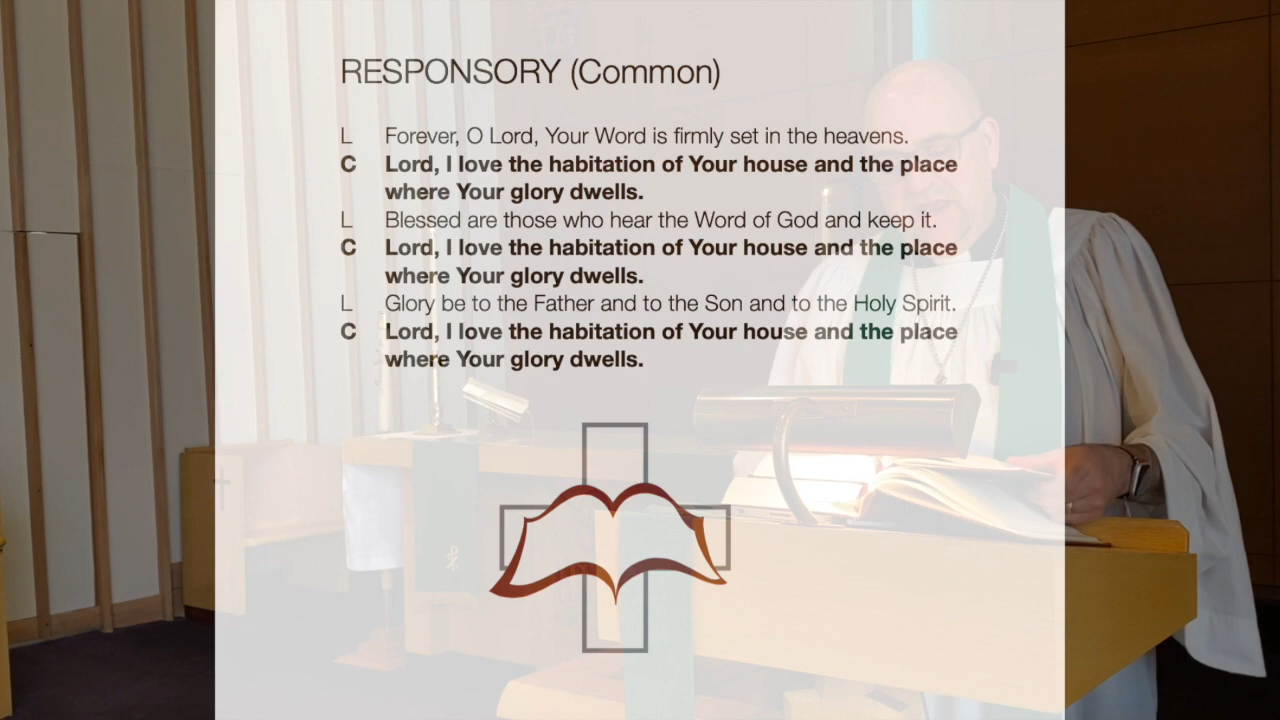 RESPONSORY (Common)
L Forever, O Lord, Your Word is firmly set in the heavens.
C Lord, I love the habitation of Your house and the place
where Your glory dwells.
L Blessed are those who hear the Word of God and keep it.
C Lord, I love the habitation of Your house and the place
where Your glory dwells.
L Glory be to the Father and to the Son and to the Holy Spirit.
C Lord, I love the habitation of Your house and the place
where Your glory dwells.